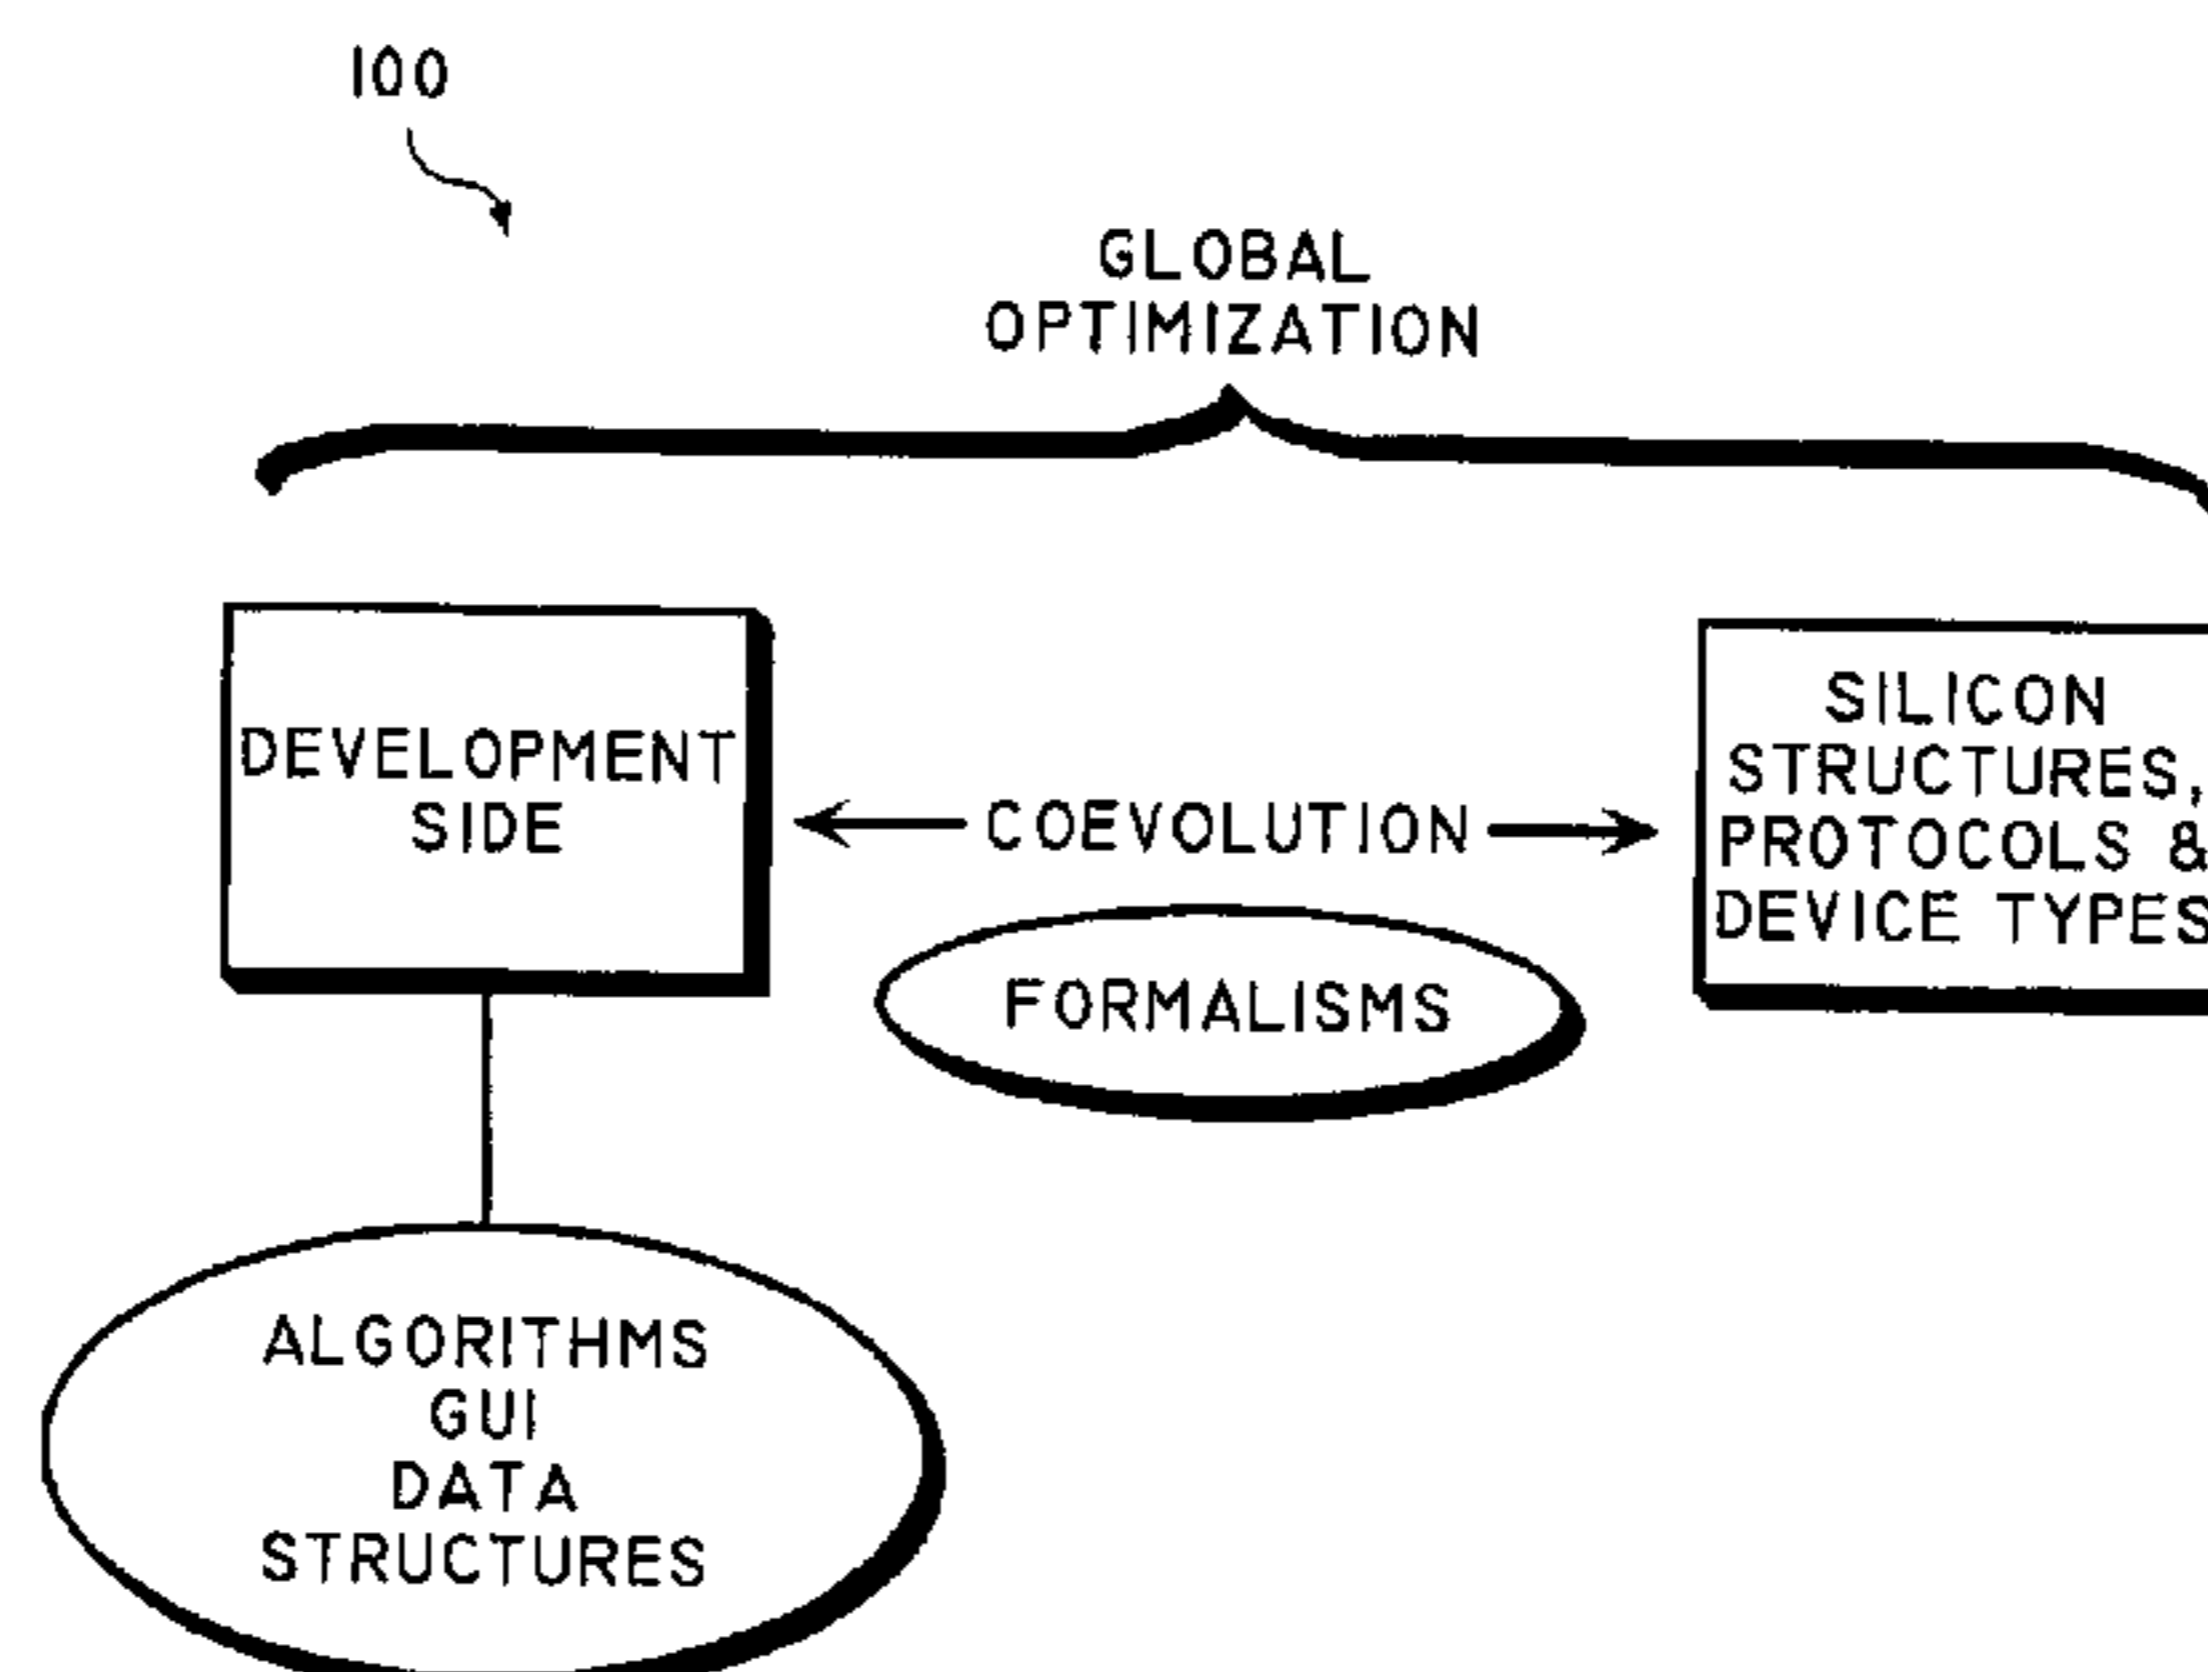 100
GLOBAL
OPTIMIZATION
DEVELOPMENT
SIDE
COEVOLUTION
SILICON
STRUCTURES,
PROTOCOLS &
DEVICE TYPES
FORMALISMS
ALGORITHMS
GUI
DATA
STRUCTURES